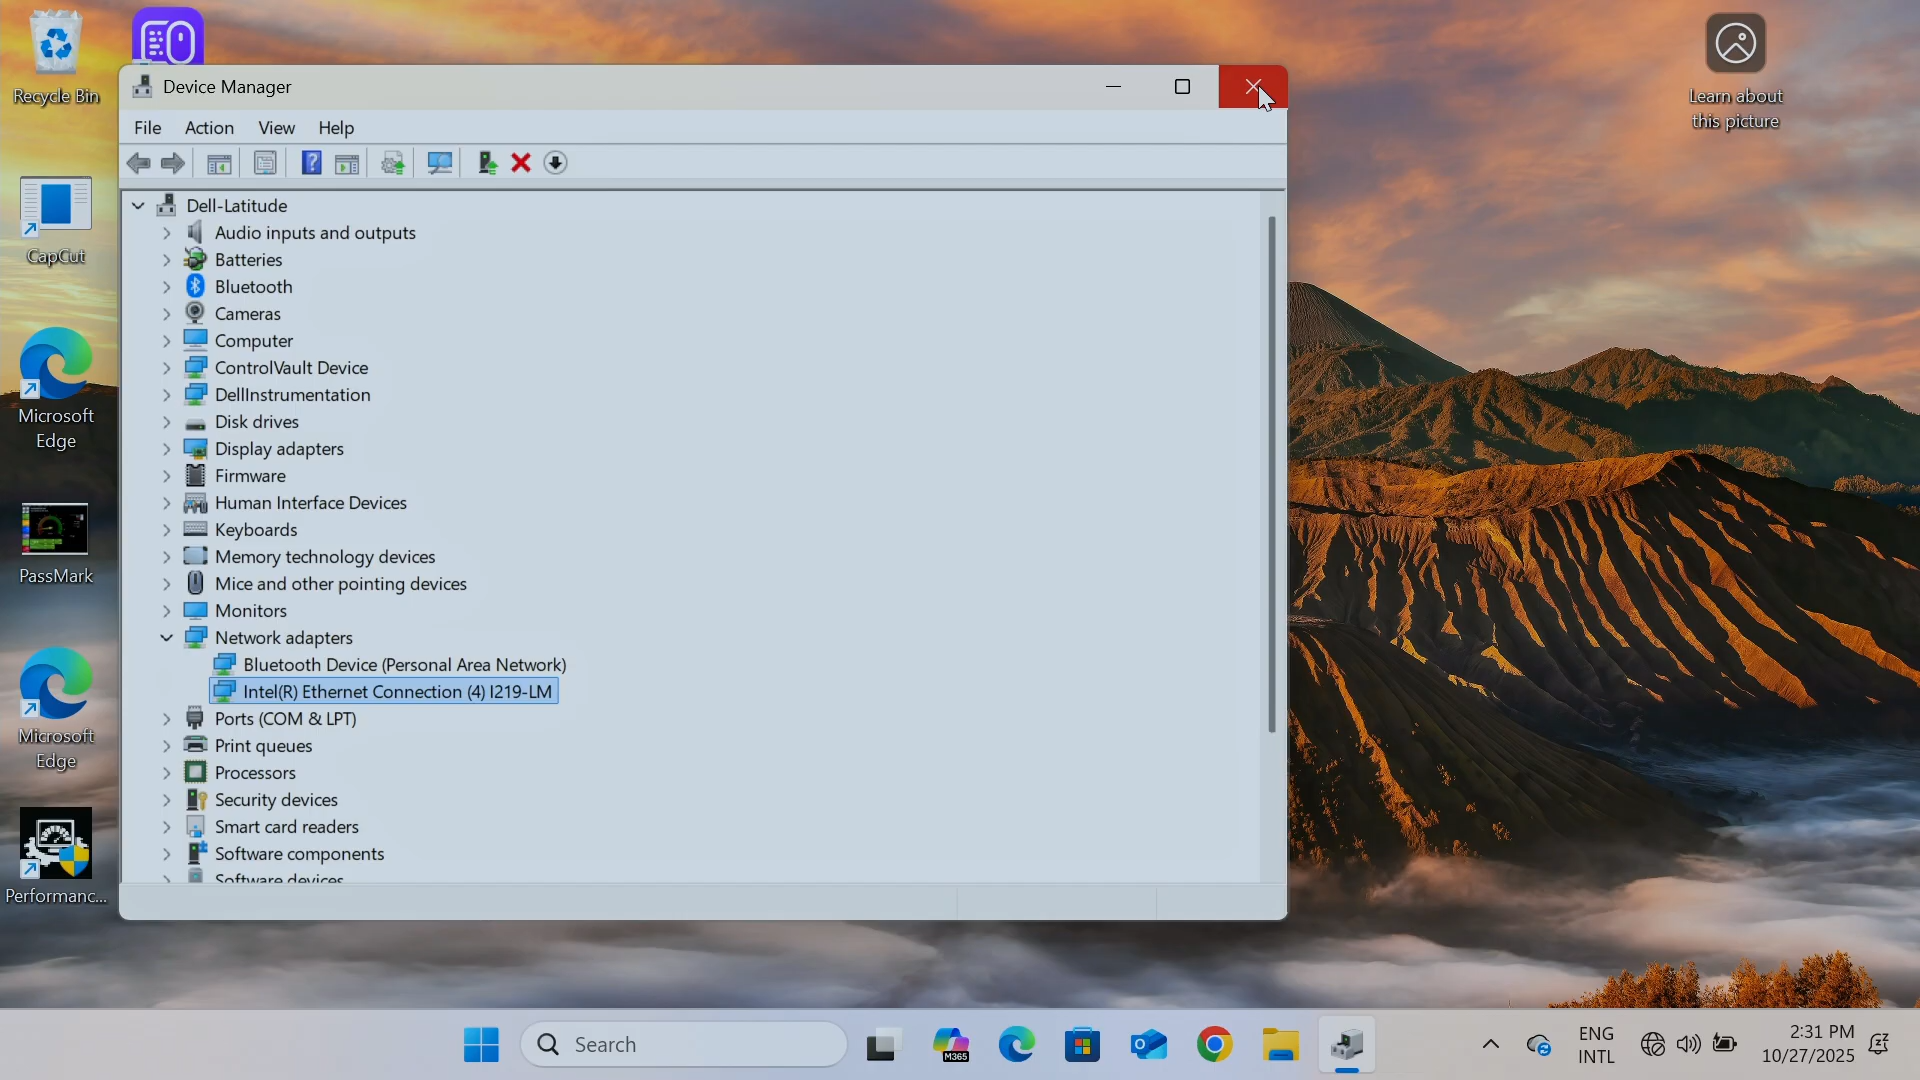 Recycle Bin
CapCut
Microsoft
Edge
PassMark
Microsoft
Edge
Performanc...
Learn about
this picture
Device Manager
File Action View Help
Dell-Latitude
Audio inputs and outputs
Batteries
Bluetooth
Cameras
Computer
ControlVault Device
DellInstrumentation
Disk drives
Display adapters
Firmware
Human Interface Devices
Keyboards
Memory technology devices
Mice and other pointing devices
Monitors
Network adapters
Bluetooth Device (Personal Area Network)
Intel(R) Ethernet Connection (4) I219-LM
Ports (COM & LPT)
Print queues
Processors
Security devices
Smart card readers
Software components
Software devices
Search
M365
ENG
INTL
2:31 PM
10/27/2025